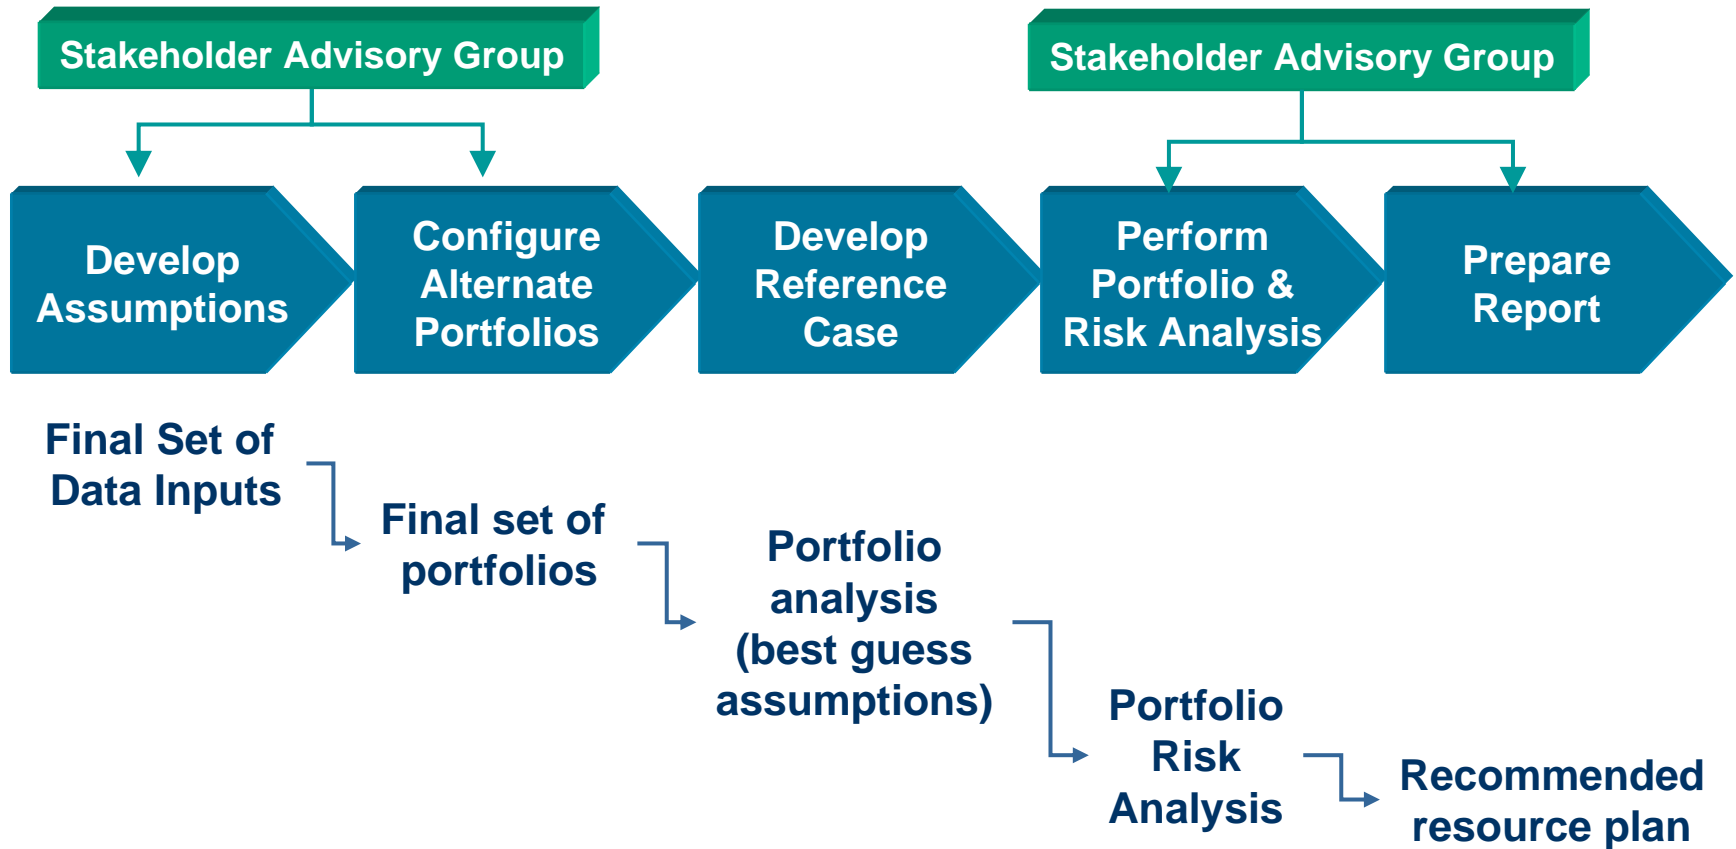 Stakeholder Advisory Group
Stakeholder Advisory Group
Develop
Assumptions
Configure
Alternate
Portfolios
Develop
Reference
Case
Perform
Portfolio &
Risk Analysis
Prepare
Report
Final Set of
Data Inputs
Final set of
portfolios
Portfolio
analysis
(best guess
assumptions)
Portfolio
Risk
Analysis
Recommended
resource plan